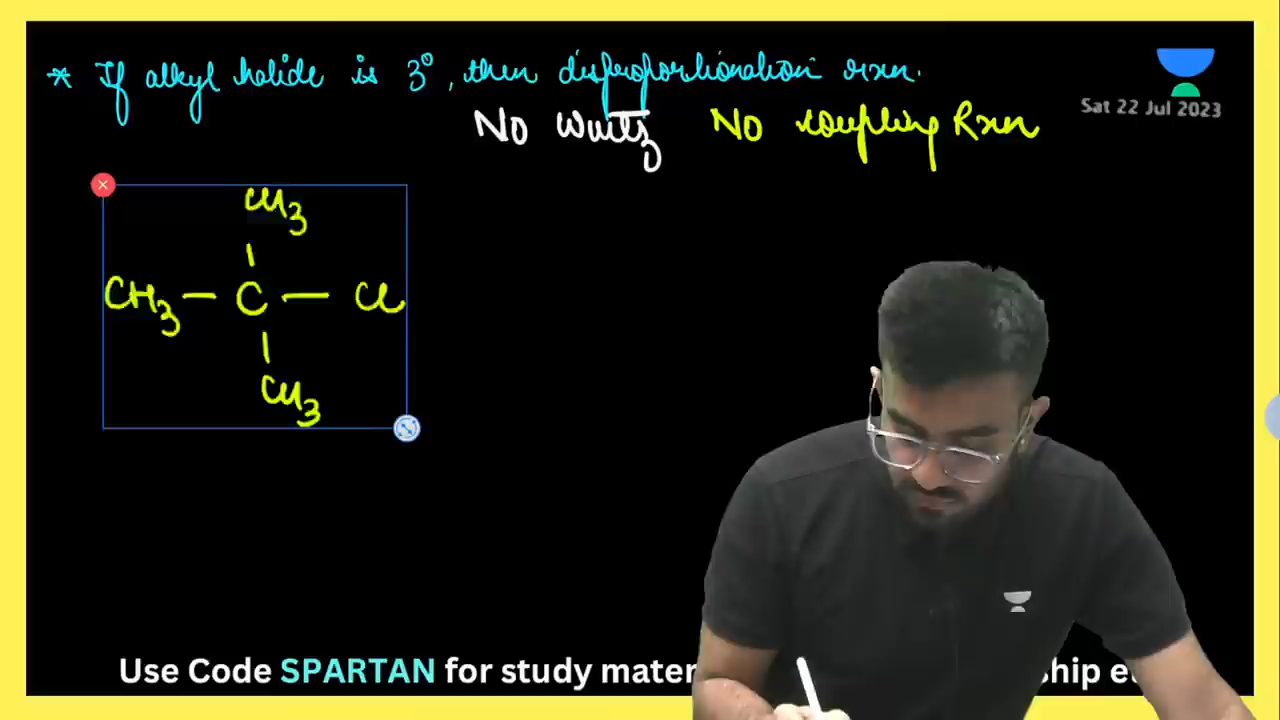 * If alkyl halide is 3°, then disproportionation rxn.
No Wurtz No coupling Rxn
Sat 22 Jul 2023
CH3
CH3 — C — Cl
CH3
Use Code SPARTAN for study mater